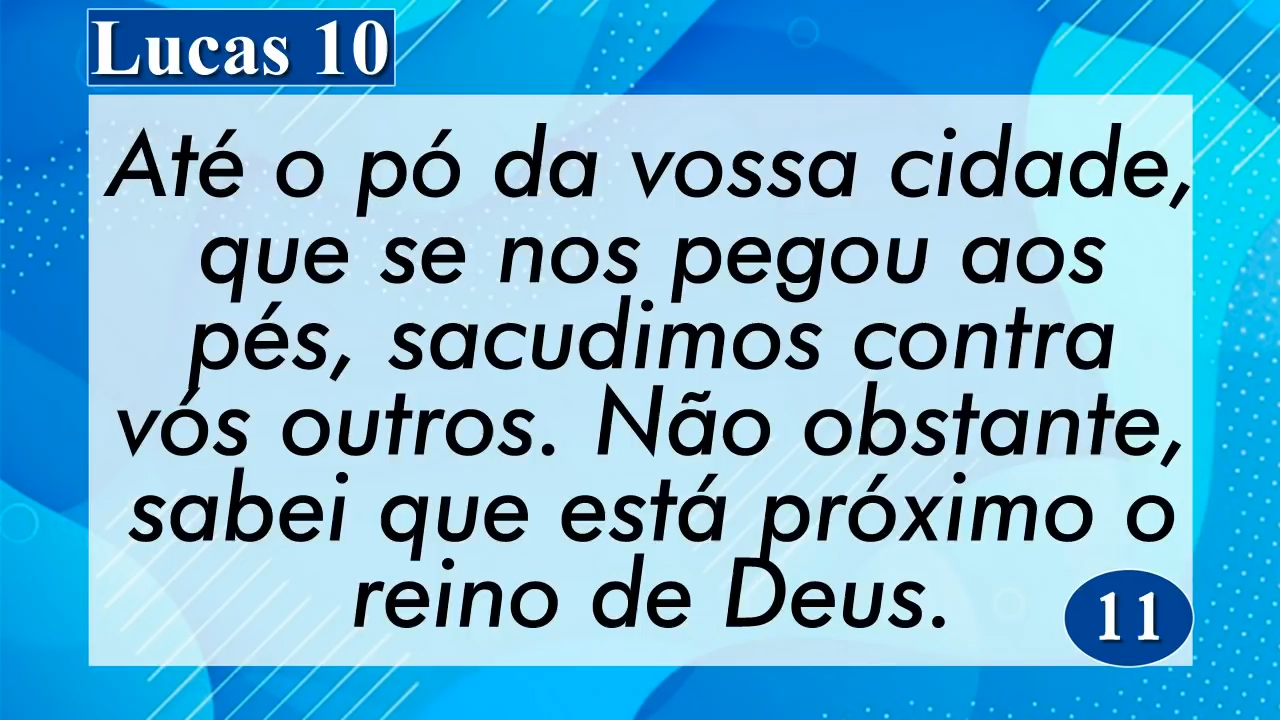 Lucas 10
Até o pó da vossa cidade,
que se nos pegou aos
pés, sacudimos contra
vós outros. Não obstante,
sabei que está próximo o
reino de Deus.
11